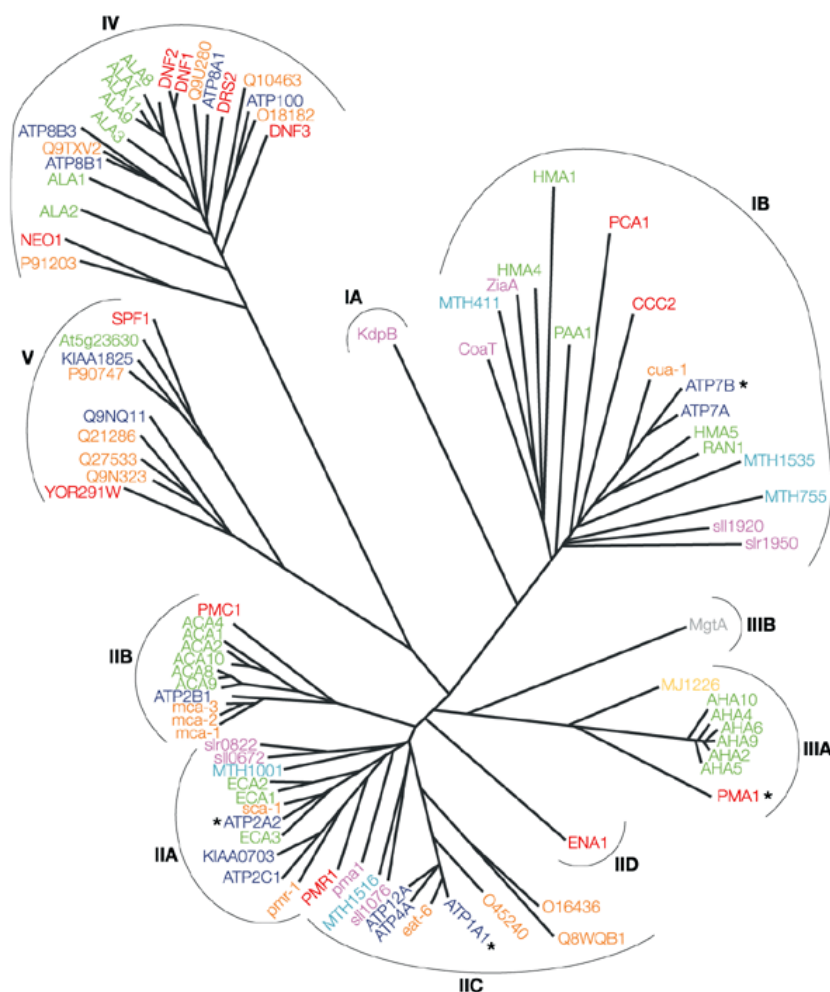 IV
ALA8
ALA7
ALA11
ALA9
ALA3
DNF2
DNF1
Q9U280
ATP8A1
DRS2
Q10463
ATP100
O18182
DNF3
ATP8B3
Q9TXV2
ATP8B1
ALA1
ALA2
NEO1
P91203
V
SPF1
At5g23630
KIAA1825
P90747
Q9NQ11
Q21286
Q27533
Q9N323
YOR291W
IA
KdpB
IB
HMA1
PCA1
HMA4
ZiaA
MTH411
CoaT
PAA1
CCC2
cua-1
ATP7B *
ATP7A
HMA5
RAN1
MTH1535
MTH755
sll1920
slr1950
IIIB
MgtA
IIIA
MJ1226
AHA10
AHA4
AHA6
AHA9
AHA2
AHA5
PMA1 *
IIB
PMC1
ACA4
ACA1
ACA2
ACA10
ACA8
ACA9
ATP2B1
mca-3
mca-2
mca-1
IIA
slr0822
sll0672
MTH1001
ECA2
ECA1
sca-1
* ATP2A2
ECA3
KIAA0703
ATP2C1
pmr-1
PMR1
pma1
MTH1516
sll1076
ATP12A
ATP4A
eat-6
ATP1A1 *
O45240
O16436
Q8WQB1
IIC
ENA1
IID